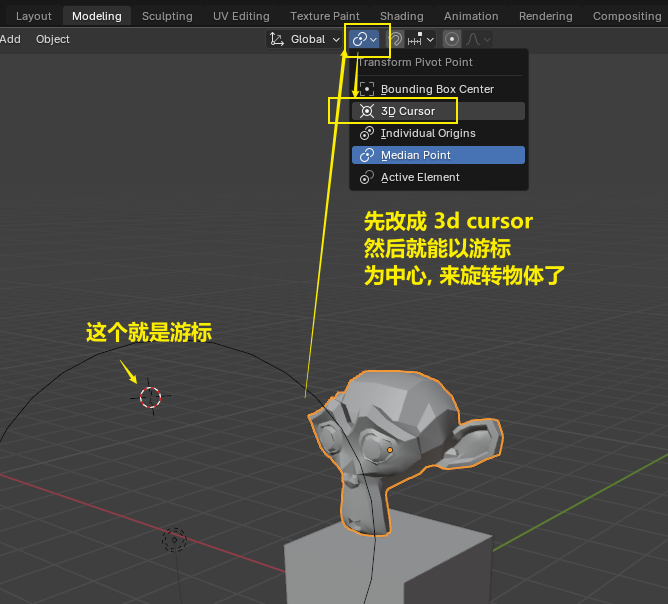 Layout Modeling Sculpting UV Editing Texture Paint Shading Animation Rendering Compositing
Add Object Global
Transform Pivot Point
Bounding Box Center
3D Cursor
Individual Origins
Median Point
Active Element
先改成 3d cursor
然后就能以游标
为中心, 来旋转物体了
这个就是游标